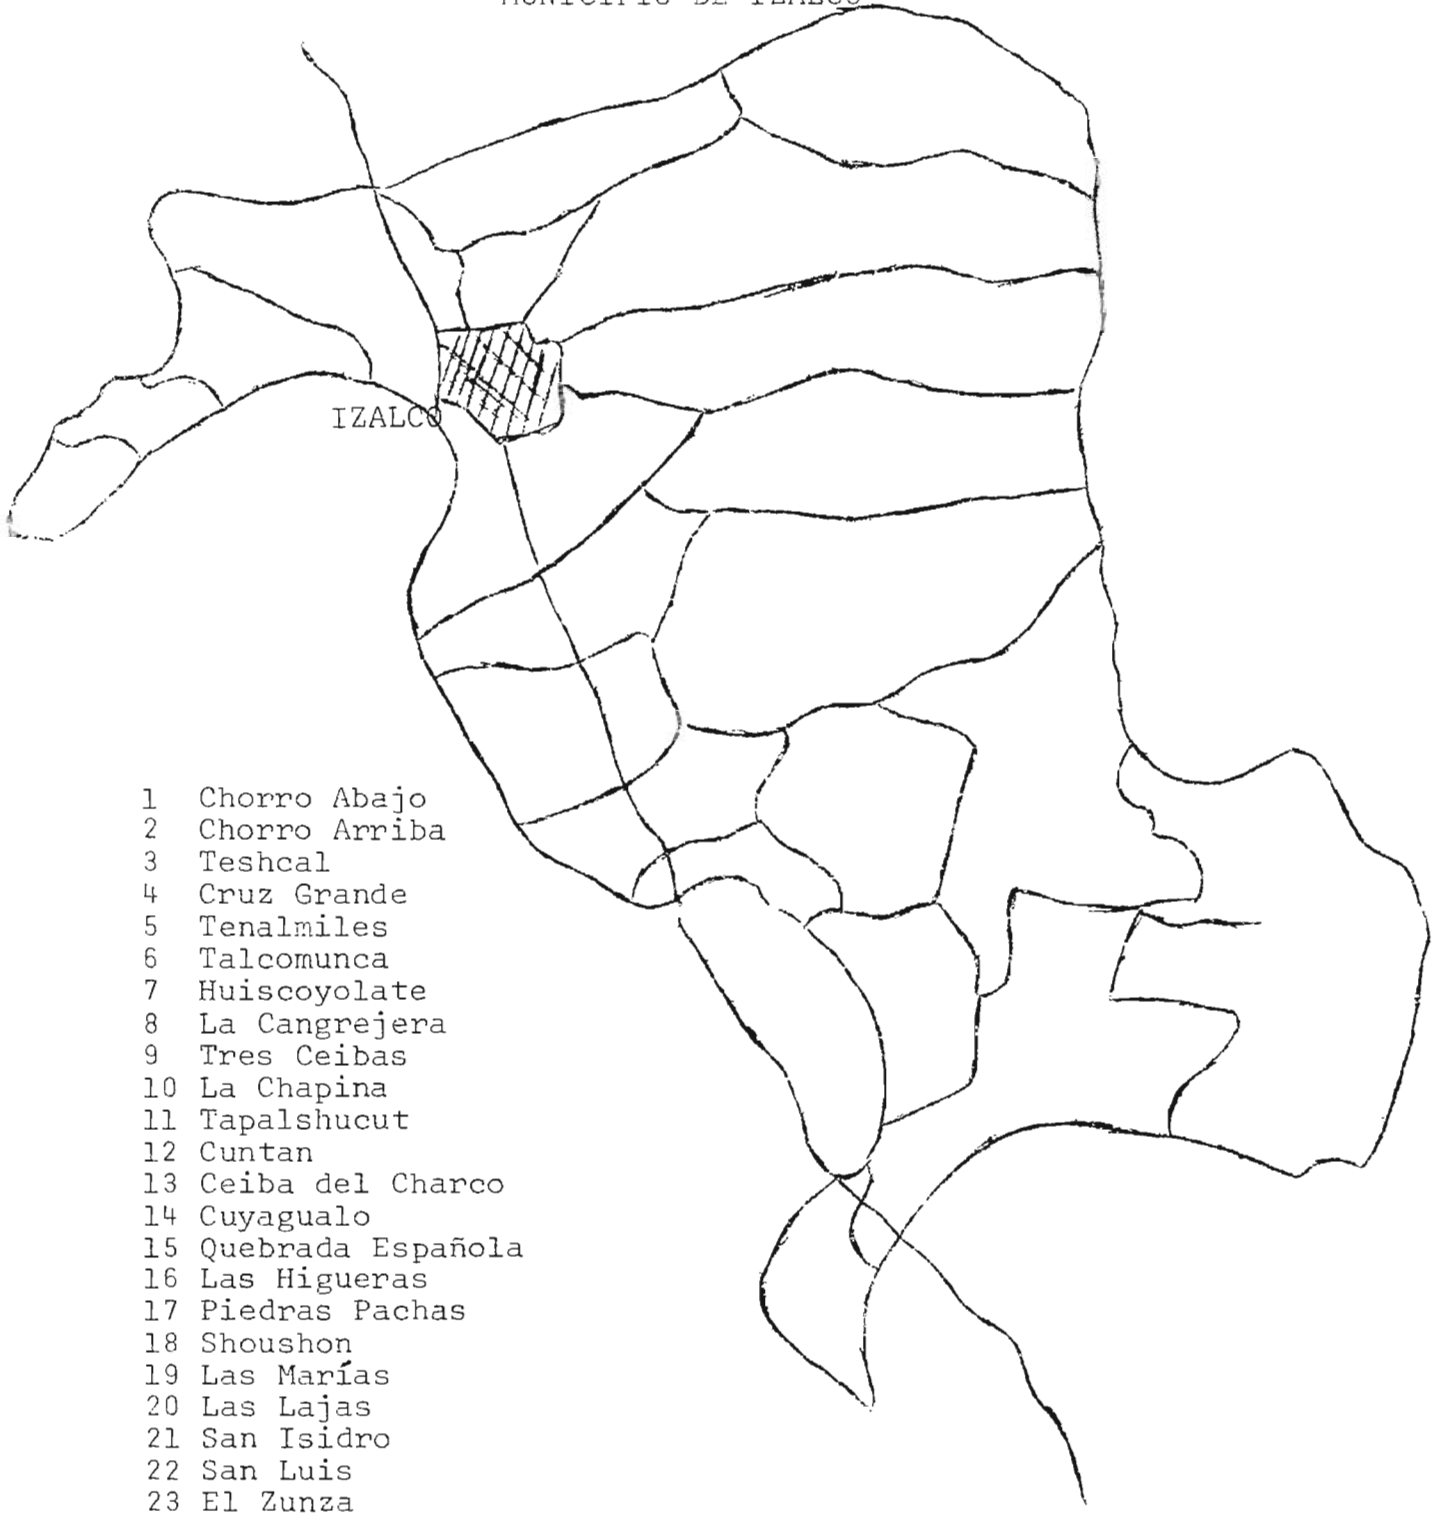 MUNICIPIO DE IZALCO
IZALCO
1 Chorro Abajo
2 Chorro Arriba
3 Teshcal
4 Cruz Grande
5 Tenalmiles
6 Talcomunca
7 Huiscoyolate
8 La Cangrejera
9 Tres Ceibas
10 La Chapina
11 Tapalshucut
12 Cuntan
13 Ceiba del Charco
14 Cuyagualo
15 Quebrada Española
16 Las Higueras
17 Piedras Pachas
18 Shoushon
19 Las Marías
20 Las Lajas
21 San Isidro
22 San Luis
23 El Zunza